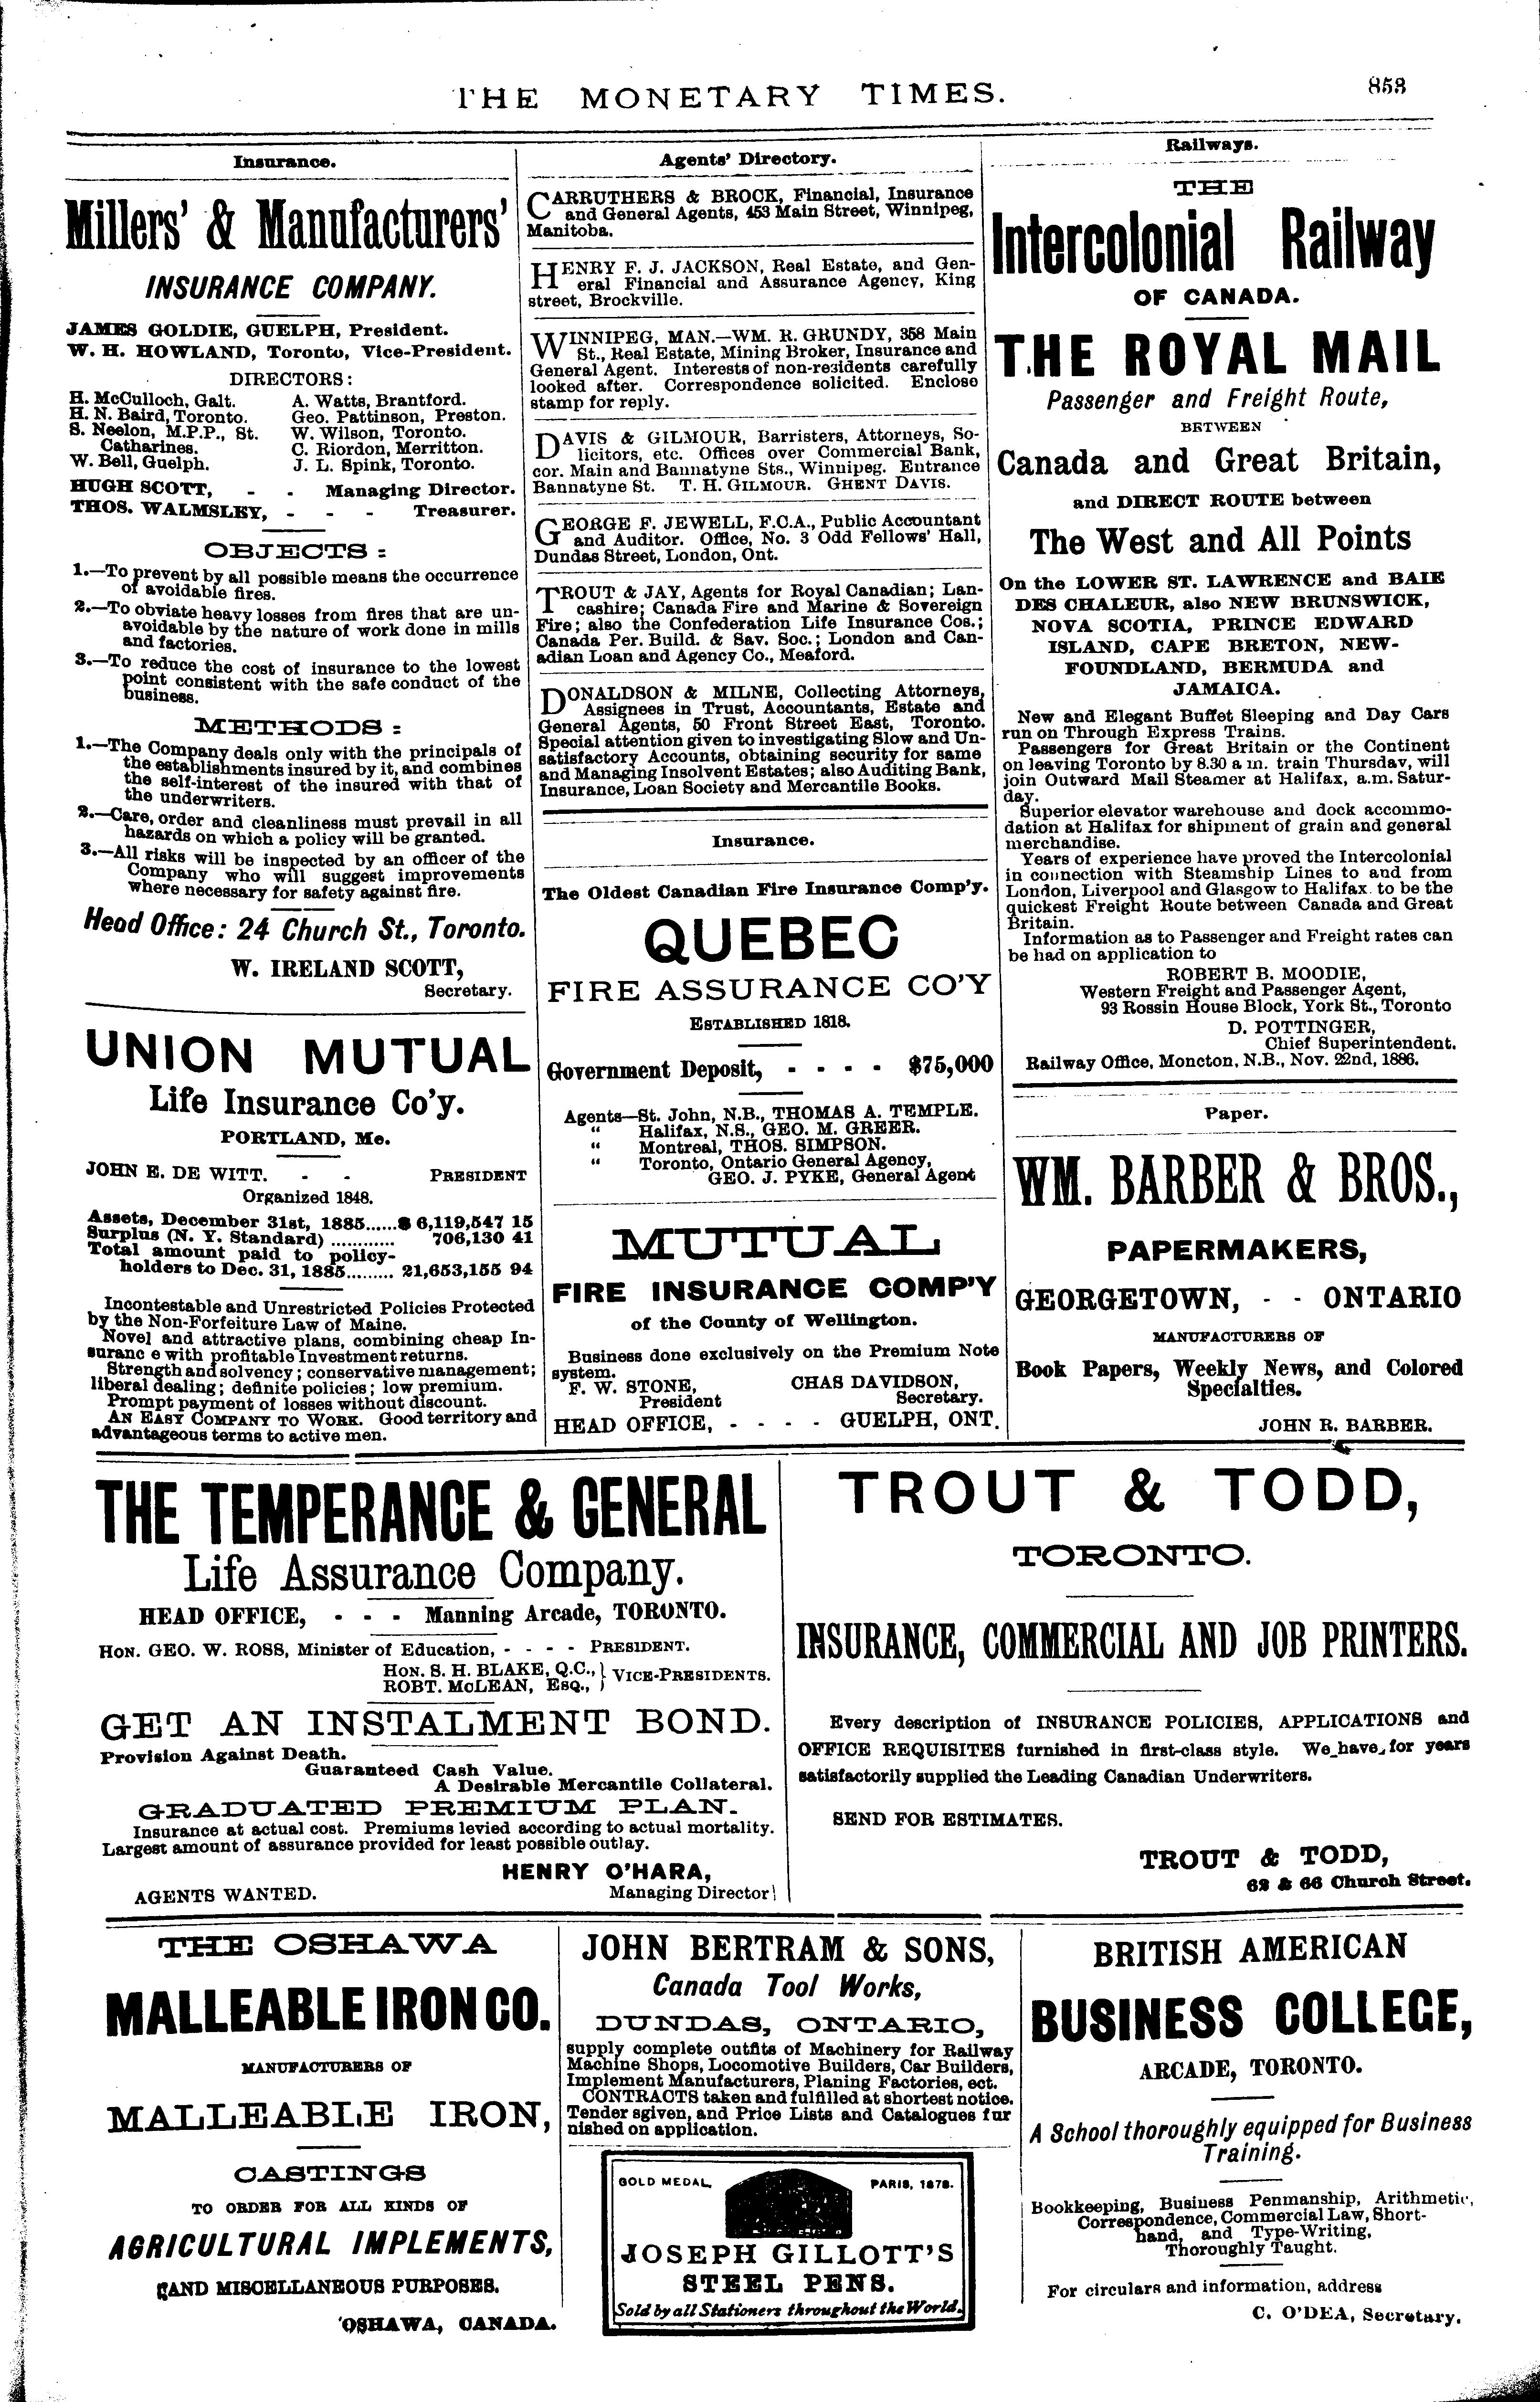 THE MONETARY TIMES.
853
Insurance.
Millers' & Manufacturers'
INSURANCE COMPANY.
JAMES GOLDIE, GUELPH, President.
W. H. HOWLAND, Toronto, Vice-President.
DIRECTORS:
H. McCulloch, Galt. A. Watts, Brantford.
H. N. Baird, Toronto. Geo. Pattinson, Preston.
S. Neelon, M.P.P., St. W. Wilson, Toronto.
Catharines. C. Riordon, Merritton.
W. Bell, Guelph. J. L. Spink, Toronto.
HUGH SCOTT, - - Managing Director.
THOS. WALMSLEY, - - - Treasurer.
OBJECTS:
1.—To prevent by all possible means the occurrence
of avoidable fires.
2.—To obviate heavy losses from fires that are un-
avoidable by the nature of work done in mills
and factories.
3.—To reduce the cost of insurance to the lowest
point consistent with the safe conduct of the
business.
METHODS:
1.—The Company deals only with the principals of
the establishments insured by it, and combines
the self-interest of the insured with that of
the underwriters.
2.—Care, order and cleanliness must prevail in all
hazards on which a policy will be granted.
3.—All risks will be inspected by an officer of the
Company who will suggest improvements
where necessary for safety against fire.
Head Office: 24 Church St., Toronto.
W. IRELAND SCOTT,
Secretary.
UNION MUTUAL
Life Insurance Co'y.
PORTLAND, Me.
JOHN E. DE WITT. - - PRESIDENT
Organized 1848.
Assets, December 31st, 1885......$ 6,119,547 15
Surplus (N. Y. Standard) ............ 706,130 41
Total amount paid to policy-
holders to Dec. 31, 1885......... 21,653,155 94
Incontestable and Unrestricted Policies Protected
by the Non-Forfeiture Law of Maine.
Novel and attractive plans, combining cheap In-
suranc e with profitable Investment returns.
Strength and solvency; conservative management;
liberal dealing; definite policies; low premium.
Prompt payment of losses without discount.
AN EASY COMPANY TO WORK. Good territory and
advantageous terms to active men.
Agents' Directory.
CARRUTHERS & BROCK, Financial, Insurance
and General Agents, 453 Main Street, Winnipeg,
Manitoba.
HENRY F. J. JACKSON, Real Estate, and Gen-
eral Financial and Assurance Agency, King
street, Brockville.
WINNIPEG, MAN.—WM. R. GRUNDY, 358 Main
St., Real Estate, Mining Broker, Insurance and
General Agent. Interests of non-residents carefully
looked after. Correspondence solicited. Enclose
stamp for reply.
DAVIS & GILMOUR, Barristers, Attorneys, So-
licitors, etc. Offices over Commercial Bank,
cor. Main and Bannatyne Sts., Winnipeg. Entrance
Bannatyne St. T. H. GILMOUR. GHENT DAVIS.
GEORGE F. JEWELL, F.C.A., Public Accountant
and Auditor. Office, No. 3 Odd Fellows' Hall,
Dundas Street, London, Ont.
TROUT & JAY, Agents for Royal Canadian; Lan-
cashire; Canada Fire and Marine & Sovereign
Fire; also the Confederation Life Insurance Cos.;
Canada Per. Build. & Sav. Soc.; London and Can-
adian Loan and Agency Co., Meaford.
DONALDSON & MILNE, Collecting Attorneys,
Assignees in Trust, Accountants, Estate and
General Agents, 50 Front Street East, Toronto.
Special attention given to investigating Slow and Un-
satisfactory Accounts, obtaining security for same
and Managing Insolvent Estates; also Auditing Bank,
Insurance, Loan Society and Mercantile Books.
Insurance.
The Oldest Canadian Fire Insurance Comp'y.
QUEBEC
FIRE ASSURANCE CO'Y
ESTABLISHED 1818.
Government Deposit, - - - - $75,000
Agents—St. John, N.B., THOMAS A. TEMPLE.
" Halifax, N.S., GEO. M. GREER.
" Montreal, THOS. SIMPSON.
" Toronto, Ontario General Agency,
GEO. J. PYKE, General Agent
MUTUAL
FIRE INSURANCE COMP'Y
of the County of Wellington.
Business done exclusively on the Premium Note
system.
F. W. STONE, CHAS DAVIDSON,
President Secretary.
HEAD OFFICE, - - - - GUELPH, ONT.
Railways.
THE
Intercolonial Railway
OF CANADA.
THE ROYAL MAIL
Passenger and Freight Route,
BETWEEN
Canada and Great Britain,
and DIRECT ROUTE between
The West and All Points
On the LOWER ST. LAWRENCE and BAIE
DES CHALEUR, also NEW BRUNSWICK,
NOVA SCOTIA, PRINCE EDWARD
ISLAND, CAPE BRETON, NEW-
FOUNDLAND, BERMUDA and
JAMAICA.
New and Elegant Buffet Sleeping and Day Cars
run on Through Express Trains.
Passengers for Great Britain or the Continent
on leaving Toronto by 8.30 a m. train Thursday, will
join Outward Mail Steamer at Halifax, a.m. Satur-
day.
Superior elevator warehouse and dock accommo-
dation at Halifax for shipment of grain and general
merchandise.
Years of experience have proved the Intercolonial
in connection with Steamship Lines to and from
London, Liverpool and Glasgow to Halifax to be the
quickest Freight Route between Canada and Great
Britain.
Information as to Passenger and Freight rates can
be had on application to
ROBERT B. MOODIE,
Western Freight and Passenger Agent,
93 Rossin House Block, York St., Toronto
D. POTTINGER,
Chief Superintendent.
Railway Office, Moncton, N.B., Nov. 22nd, 1886.
Paper.
WM. BARBER & BROS.,
PAPERMAKERS,
GEORGETOWN, - - ONTARIO
MANUFACTURERS OF
Book Papers, Weekly News, and Colored
Specialties.
JOHN R. BARBER.
THE TEMPERANCE & GENERAL
Life Assurance Company.
HEAD OFFICE, - - - Manning Arcade, TORONTO.
HON. GEO. W. ROSS, Minister of Education, - - - - PRESIDENT.
HON. S. H. BLAKE, Q.C., } VICE-PRESIDENTS.
ROBT. McLEAN, ESQ., }
GET AN INSTALMENT BOND.
Provision Against Death.
Guaranteed Cash Value.
A Desirable Mercantile Collateral.
GRADUATED PREMIUM PLAN.
Insurance at actual cost. Premiums levied according to actual mortality.
Largest amount of assurance provided for least possible outlay.
HENRY O'HARA,
AGENTS WANTED. Managing Director
TROUT & TODD,
TORONTO.
INSURANCE, COMMERCIAL AND JOB PRINTERS.
Every description of INSURANCE POLICIES, APPLICATIONS and
OFFICE REQUISITES furnished in first-class style. We have, for years
satisfactorily supplied the Leading Canadian Underwriters.
SEND FOR ESTIMATES.
TROUT & TODD,
62 & 66 Church Street.
THE OSHAWA
MALLEABLE IRON CO.
MANUFACTURERS OF
MALLEABLE IRON,
CASTINGS
TO ORDER FOR ALL KINDS OF
AGRICULTURAL IMPLEMENTS,
AND MISCELLANEOUS PURPOSES.
OSHAWA, CANADA.
JOHN BERTRAM & SONS,
Canada Tool Works,
DUNDAS, ONTARIO,
supply complete outfits of Machinery for Railway
Machine Shops, Locomotive Builders, Car Builders,
Implement Manufacturers, Planing Factories, ect.
CONTRACTS taken and fulfilled at shortest notice.
Tender sgiven, and Price Lists and Catalogues fur
nished on application.
GOLD MEDAL, PARIS, 1878.
JOSEPH GILLOTT'S
STEEL PENS.
Sold by all Stationers throughout the World.
BRITISH AMERICAN
BUSINESS COLLEGE,
ARCADE, TORONTO.
A School thoroughly equipped for Business
Training.
Bookkeeping, Business Penmanship, Arithmetic,
Correspondence, Commercial Law, Short-
hand, and Type-Writing,
Thoroughly Taught.
For circulars and information, address
C. O'DEA, Secretary.